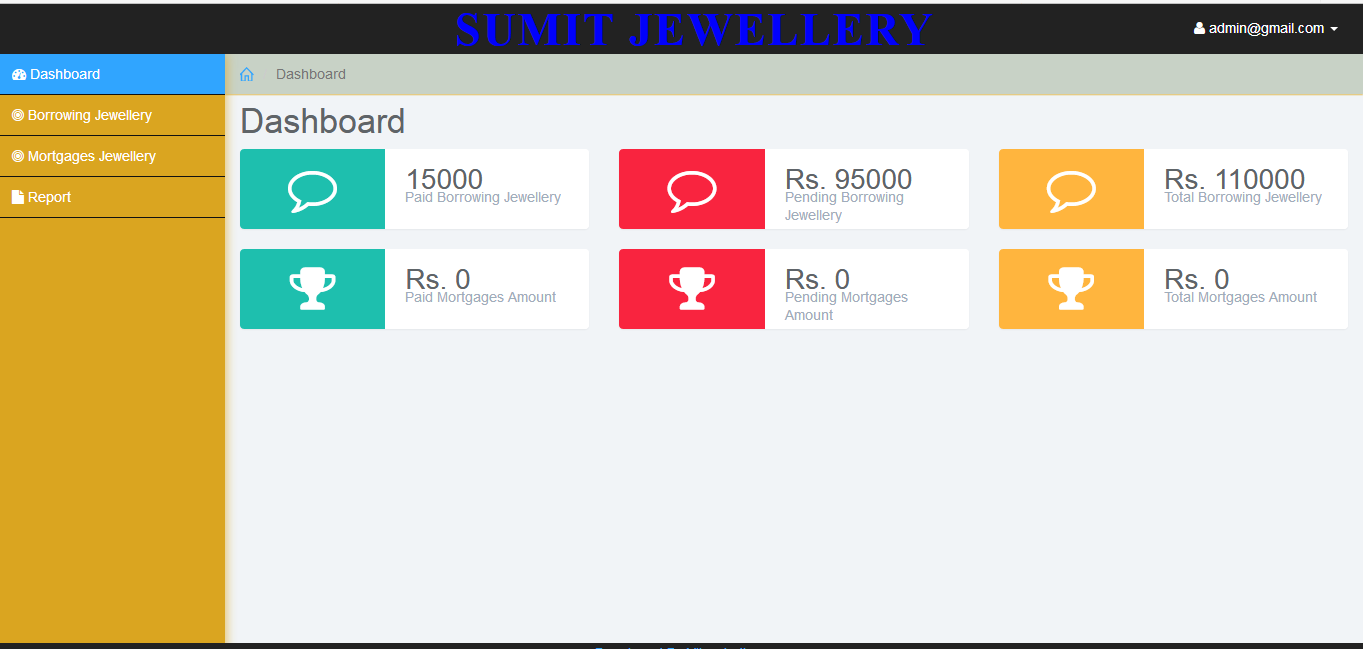 SUMIT JEWELLERY
admin@gmail.com
Dashboard
Borrowing Jewellery
Mortgages Jewellery
Report
Dashboard
Dashboard
15000
Paid Borrowing Jewellery
Rs. 95000
Pending Borrowing
Jewellery
Rs. 110000
Total Borrowing Jewellery
Rs. 0
Paid Mortgages Amount
Rs. 0
Pending Mortgages
Amount
Rs. 0
Total Mortgages Amount